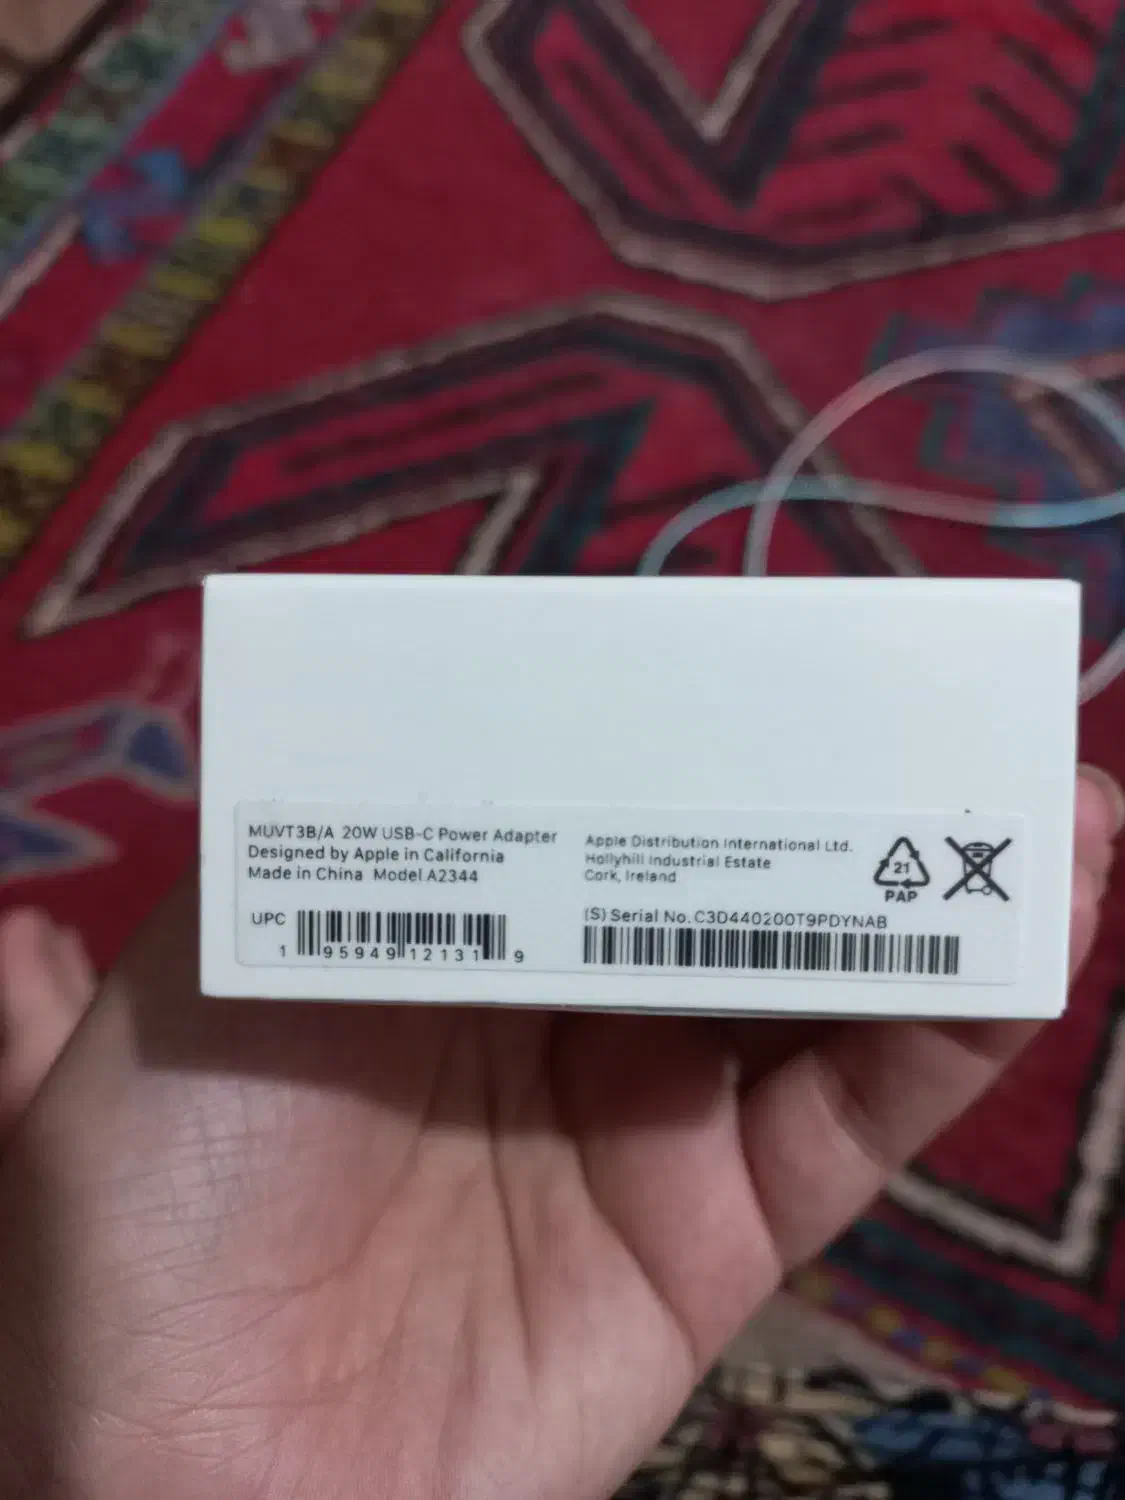 MUVT3B/A 20W USB-C Power Adapter
Designed by Apple in California
Made in China Model A2344
Apple Distribution International Ltd.
Hollyhill Industrial Estate
Cork, Ireland
21
PAP
UPC
1 95949 12131 9
(S) Serial No. C3D440200T9PDYNAB